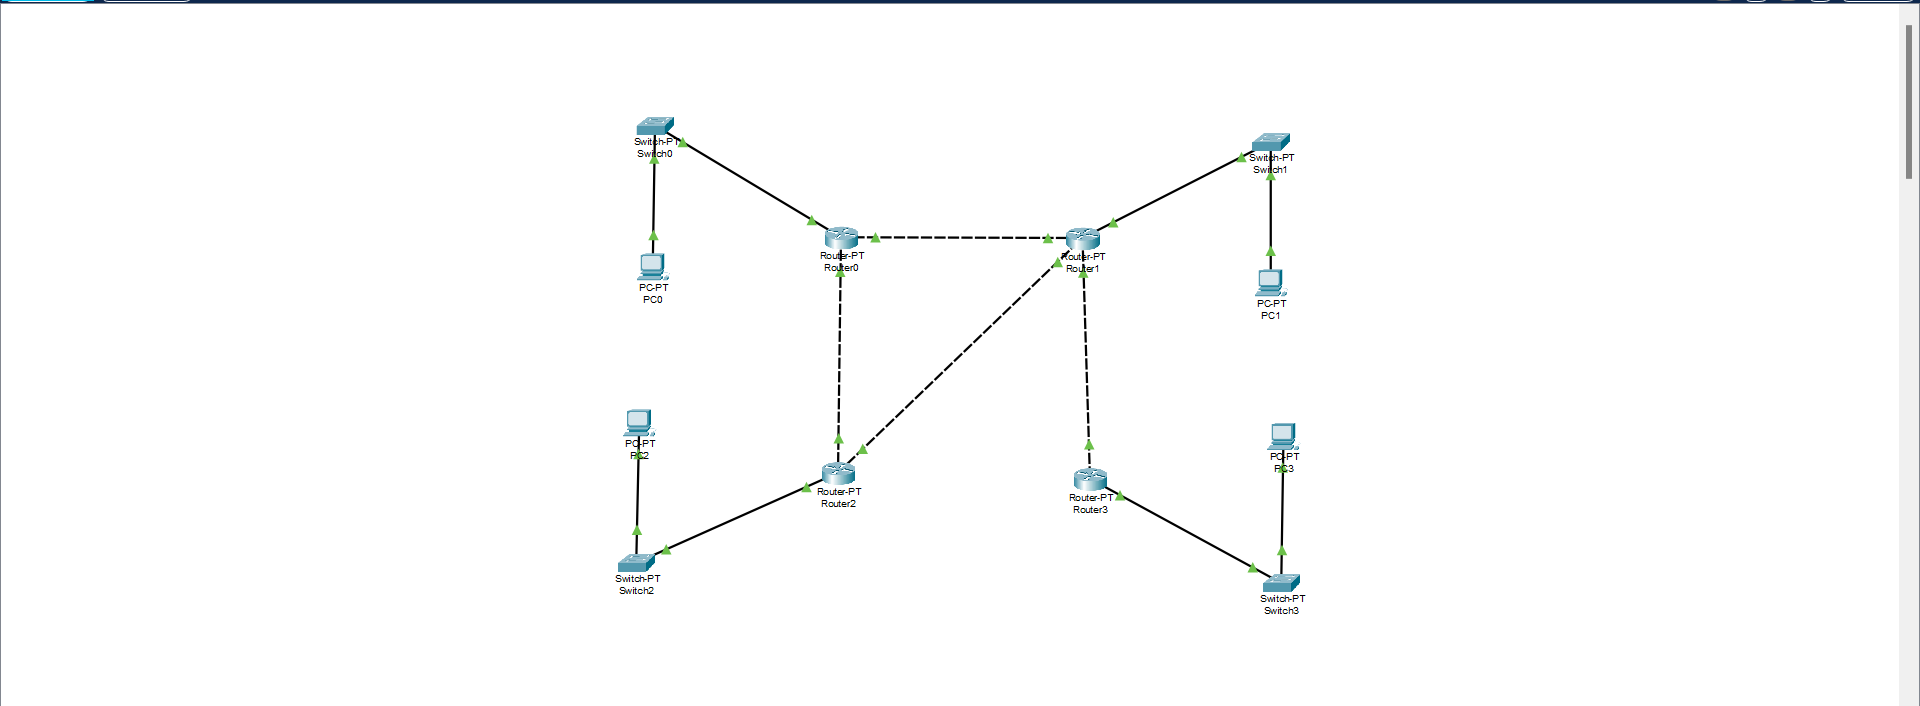 Switch-PT
Switch0
Switch-PT
Switch1
Router-PT
Router0
Router-PT
Router1
PC-PT
PC0
PC-PT
PC1
PC-PT
PC2
PC-PT
PC3
Router-PT
Router2
Router-PT
Router3
Switch-PT
Switch2
Switch-PT
Switch3